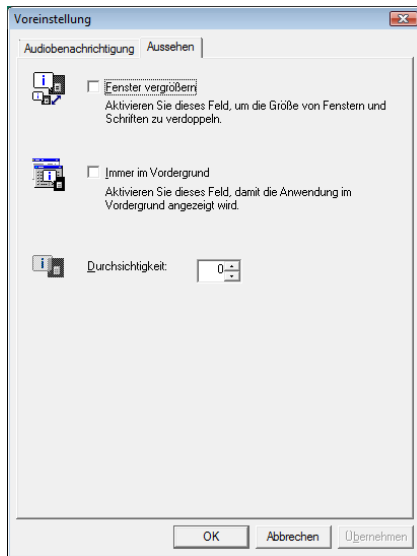 Voreinstellung
Audiobenachrichtigung Aussehen
Fenster vergrößern
Aktivieren Sie dieses Feld, um die Größe von Fenstern und
Schriften zu verdoppeln.
Immer im Vordergrund
Aktivieren Sie dieses Feld, damit die Anwendung im
Vordergrund angezeigt wird.
Durchsichtigkeit: 0
OK Abbrechen Übernehmen